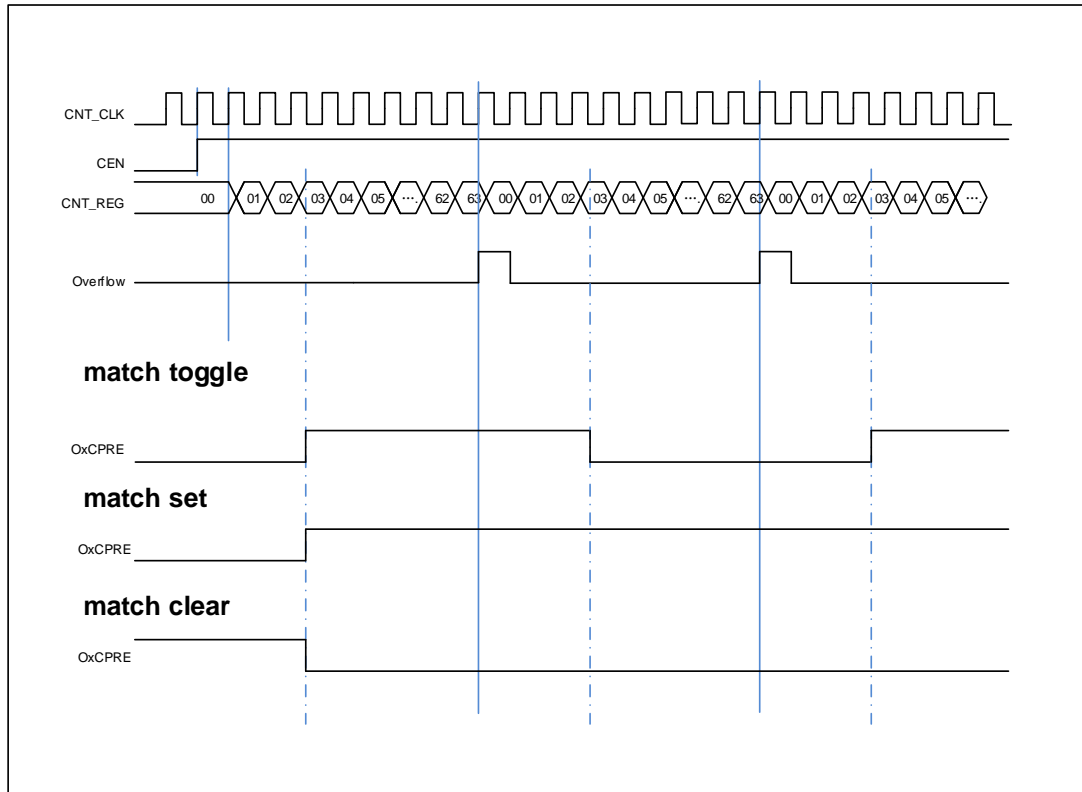 CNT_CLK
CEN
CNT_REG 00 01 02 03 04 05 .... 62 63 00 01 02 03 04 05 .... 62 63 00 01 02 03 04 05 ....
Overflow
match toggle
OxCPRE
match set
OxCPRE
match clear
OxCPRE